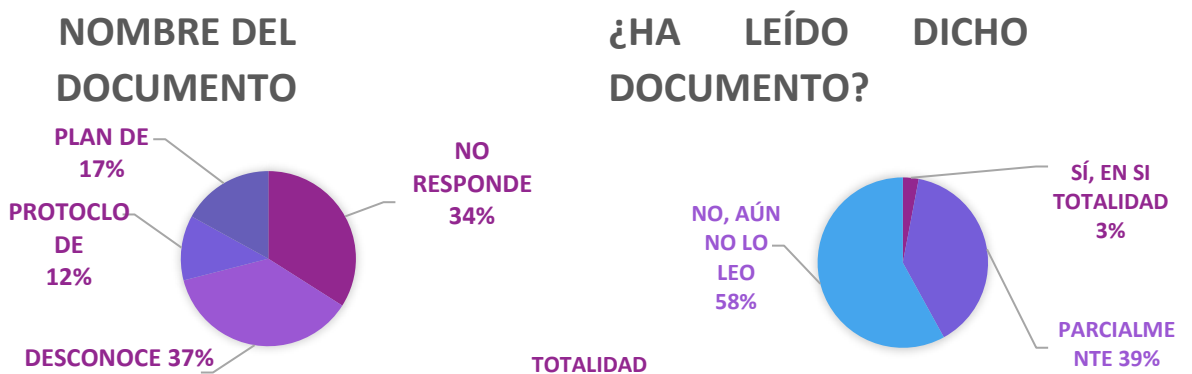 NOMBRE DEL
DOCUMENTO
PLAN DE
17%
NO
RESPONDE
34%
PROTOCLO
DE
12%
DESCONOCE 37%
¿HA LEÍDO DICHO
DOCUMENTO?
SÍ, EN SI
TOTALIDAD
3%
NO, AÚN
NO LO
LEO
58%
PARCIALME
NTE 39%
TOTALIDAD